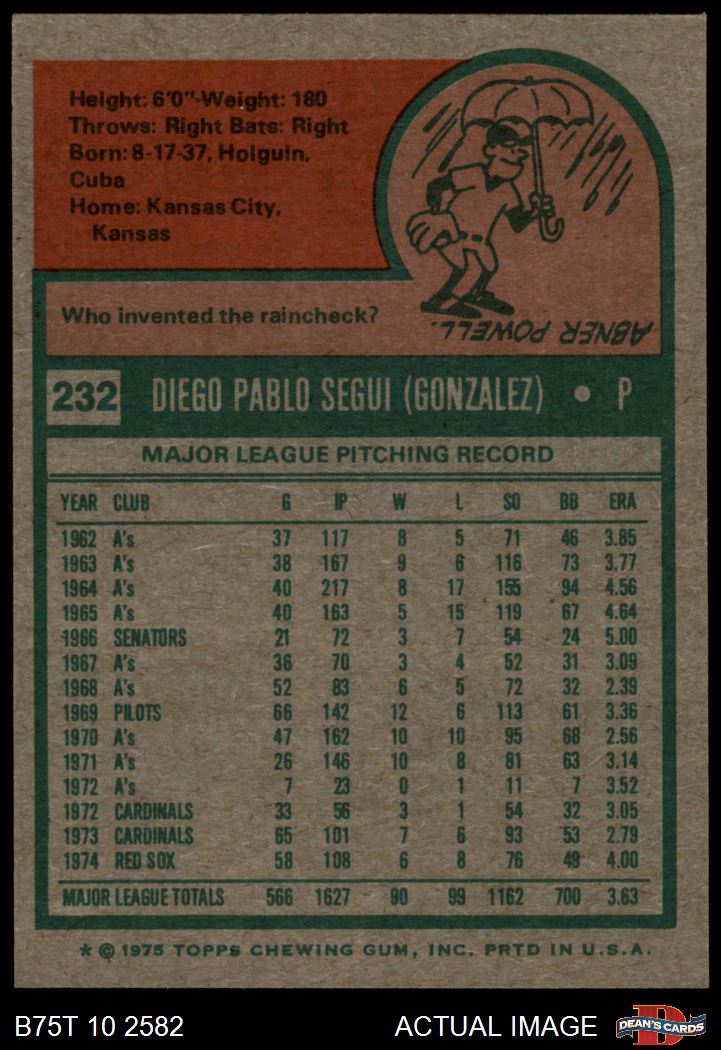 Height: 6'0"-Weight: 180
Throws: Right Bats: Right
Born: 8-17-37, Holguin,
Cuba
Home: Kansas City,
Kansas
Who invented the raincheck?
ABNER POWELL.
232 DIEGO PABLO SEGUI (GONZALEZ) • P
MAJOR LEAGUE PITCHING RECORD
YEAR CLUB G IP W L SO BB ERA
1962 A's 37 117 8 5 71 46 3.85
1963 A's 38 167 9 6 116 73 3.77
1964 A's 40 217 8 17 155 94 4.56
1965 A's 40 163 5 15 119 67 4.64
1966 SENATORS 21 72 3 7 54 24 5.00
1967 A's 36 70 3 4 52 31 3.09
1968 A's 52 83 6 5 72 32 2.39
1969 PILOTS 66 142 12 6 113 61 3.36
1970 A's 47 162 10 10 95 68 2.56
1971 A's 26 146 10 8 81 63 3.14
1972 A's 7 23 0 1 11 7 3.52
1972 CARDINALS 33 56 3 1 54 32 3.05
1973 CARDINALS 65 101 7 6 93 53 2.79
1974 RED SOX 58 108 6 8 76 49 4.00
MAJOR LEAGUE TOTALS 566 1627 90 99 1162 700 3.63
* © 1975 TOPPS CHEWING GUM, INC. PRTD IN U.S.A.
B75T 10 2582 ACTUAL IMAGE D DEAN'S CARDS